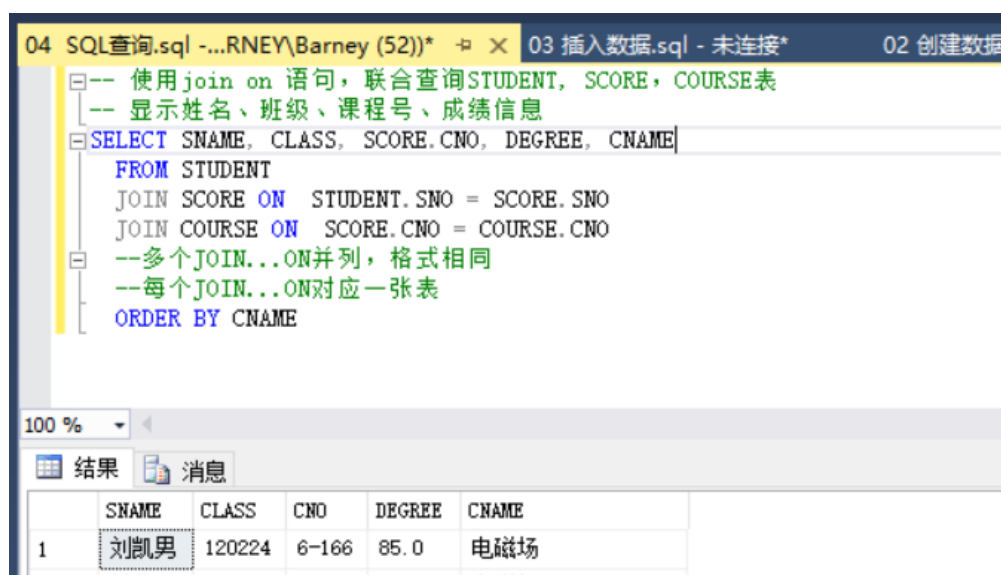 04 SQL查询.sql -...RNEY\Barney (52))* 03 插入数据.sql - 未连接* 02 创建数据
-- 使用join on 语句，联合查询STUDENT, SCORE，COURSE表
-- 显示姓名、班级、课程号、成绩信息
SELECT SNAME, CLASS, SCORE.CNO, DEGREE, CNAME
FROM STUDENT
JOIN SCORE ON STUDENT.SNO = SCORE.SNO
JOIN COURSE ON SCORE.CNO = COURSE.CNO
--多个JOIN...ON并列，格式相同
--每个JOIN...ON对应一张表
ORDER BY CNAME
100 %
结果 消息
SNAME CLASS CNO DEGREE CNAME
1 刘凯男 120224 6-166 85.0 电磁场